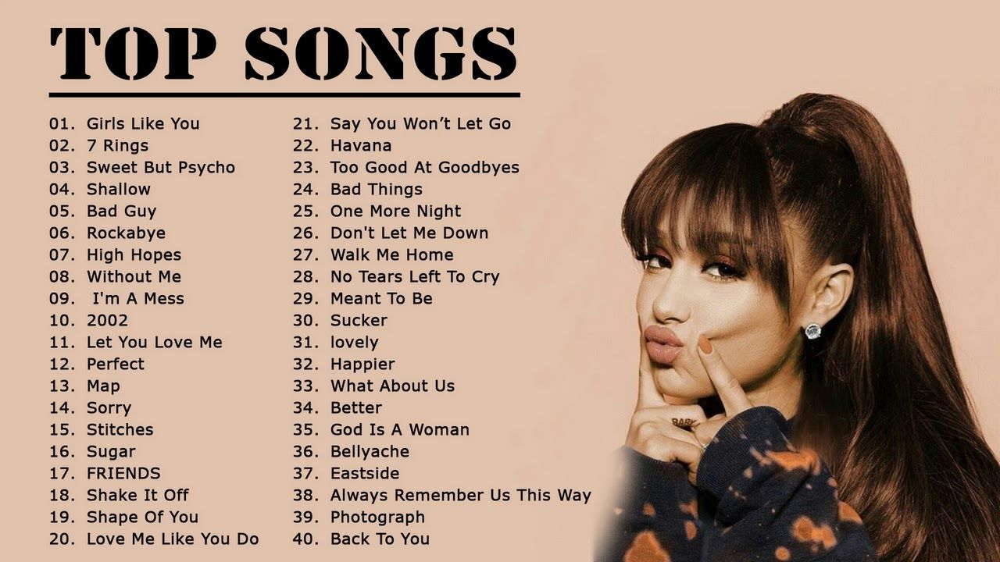 TOP SONGS
01. Girls Like You
02. 7 Rings
03. Sweet But Psycho
04. Shallow
05. Bad Guy
06. Rockabye
07. High Hopes
08. Without Me
09. I'm A Mess
10. 2002
11. Let You Love Me
12. Perfect
13. Map
14. Sorry
15. Stitches
16. Sugar
17. FRIENDS
18. Shake It Off
19. Shape Of You
20. Love Me Like You Do
21. Say You Won’t Let Go
22. Havana
23. Too Good At Goodbyes
24. Bad Things
25. One More Night
26. Don't Let Me Down
27. Walk Me Home
28. No Tears Left To Cry
29. Meant To Be
30. Sucker
31. lovely
32. Happier
33. What About Us
34. Better
35. God Is A Woman
36. Bellyache
37. Eastside
38. Always Remember Us This Way
39. Photograph
40. Back To You
BABY